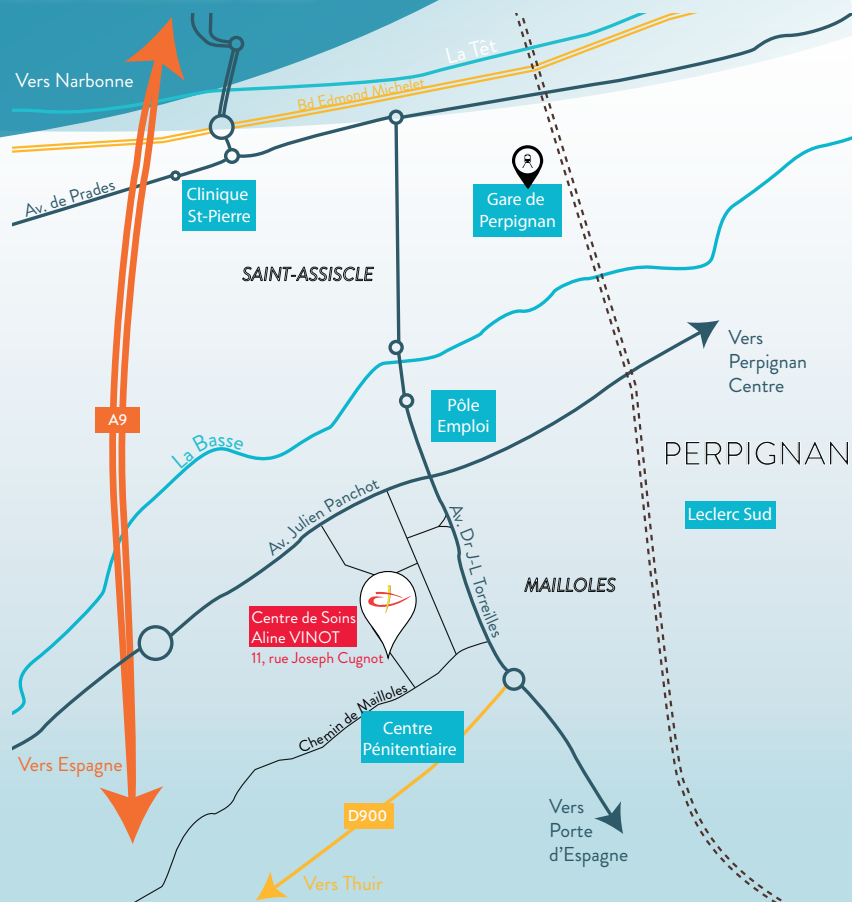 La Têt
Vers Narbonne
Bd Edmond Michelet
Av. de Prades
Clinique
St-Pierre
Gare de
Perpignan
SAINT-ASSISCLE
Vers
Perpignan
Centre
A9
Pôle
Emploi
La Basse
PERPIGNAN
Av. Julien Panchot
Leclerc Sud
Av. Dr J-L Torreilles
MAILLOLES
Centre de Soins
Aline VINOT
11, rue Joseph Cugnot
Chemin de Mailloles
Centre
Pénitentiaire
Vers Espagne
D900
Vers
Porte
d'Espagne
Vers Thuir